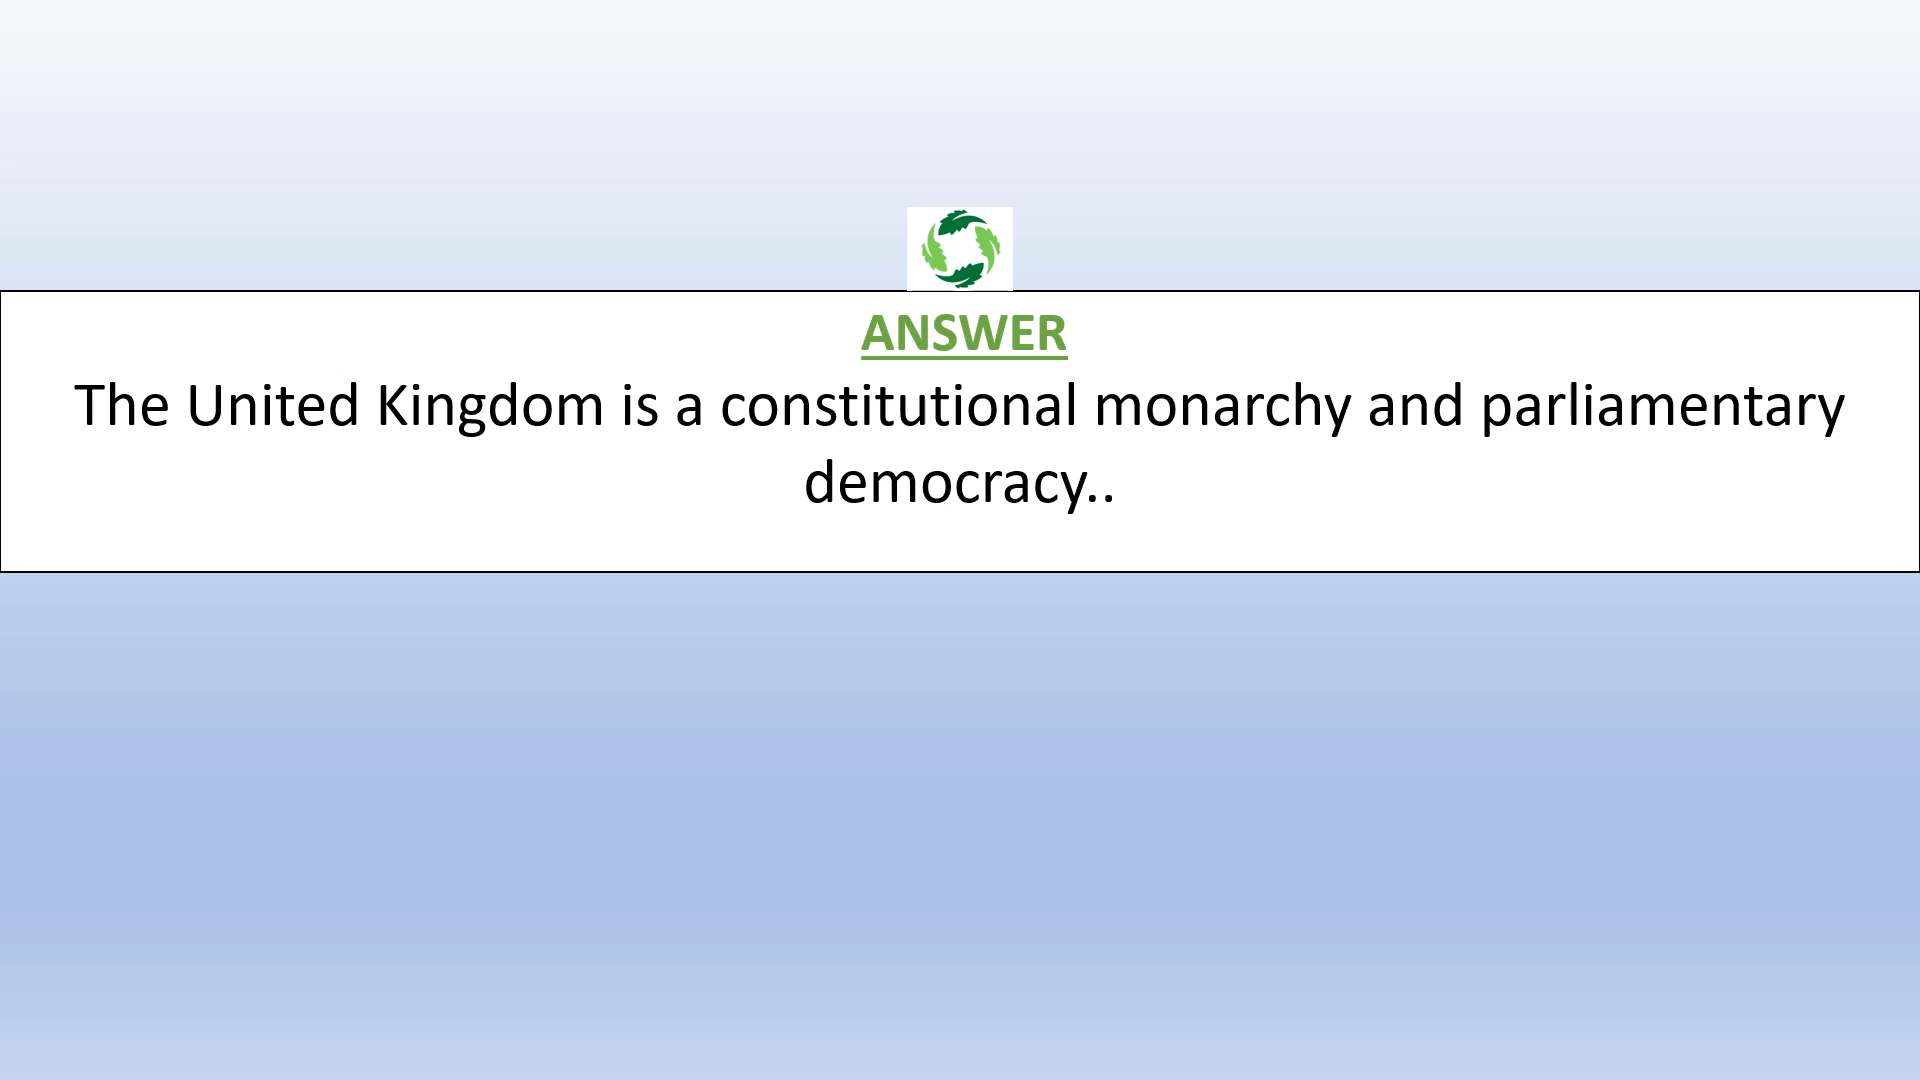 ANSWER
The United Kingdom is a constitutional monarchy and parliamentary
democracy..